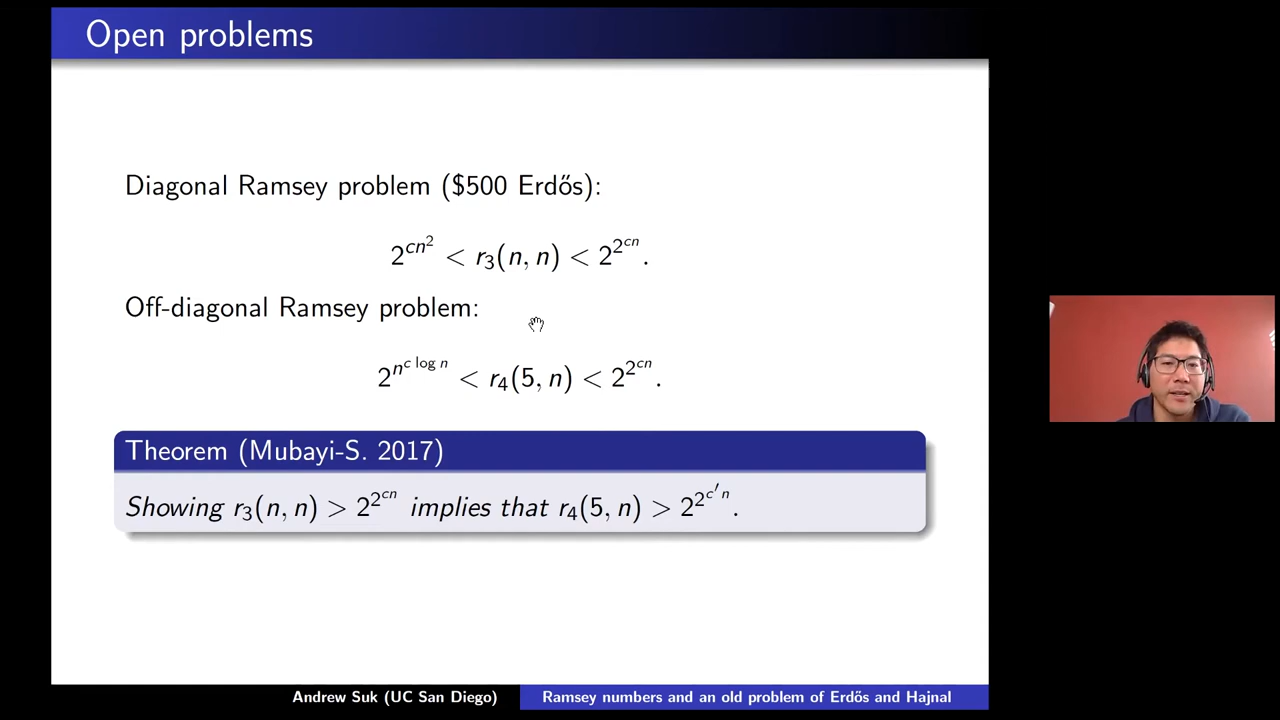 Open problems
Diagonal Ramsey problem ($500 Erdős):
2^{cn^2} < r_3(n, n) < 2^{2^{cn}}.
Off-diagonal Ramsey problem:
2^{n^{c log n}} < r_4(5, n) < 2^{2^{cn}}.
Theorem (Mubayi-S. 2017)
Showing r_3(n, n) > 2^{2^{cn}} implies that r_4(5, n) > 2^{2^{c'n}}.
Andrew Suk (UC San Diego) Ramsey numbers and an old problem of Erdős and Hajnal